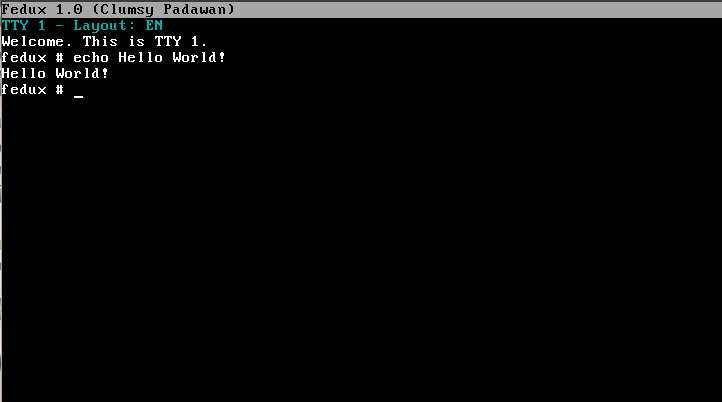 Fedux 1.0 (Clumsy Padawan)
TTY 1 - Layout: EN
Welcome. This is TTY 1.
fedux # echo Hello World!
Hello World!
fedux # _